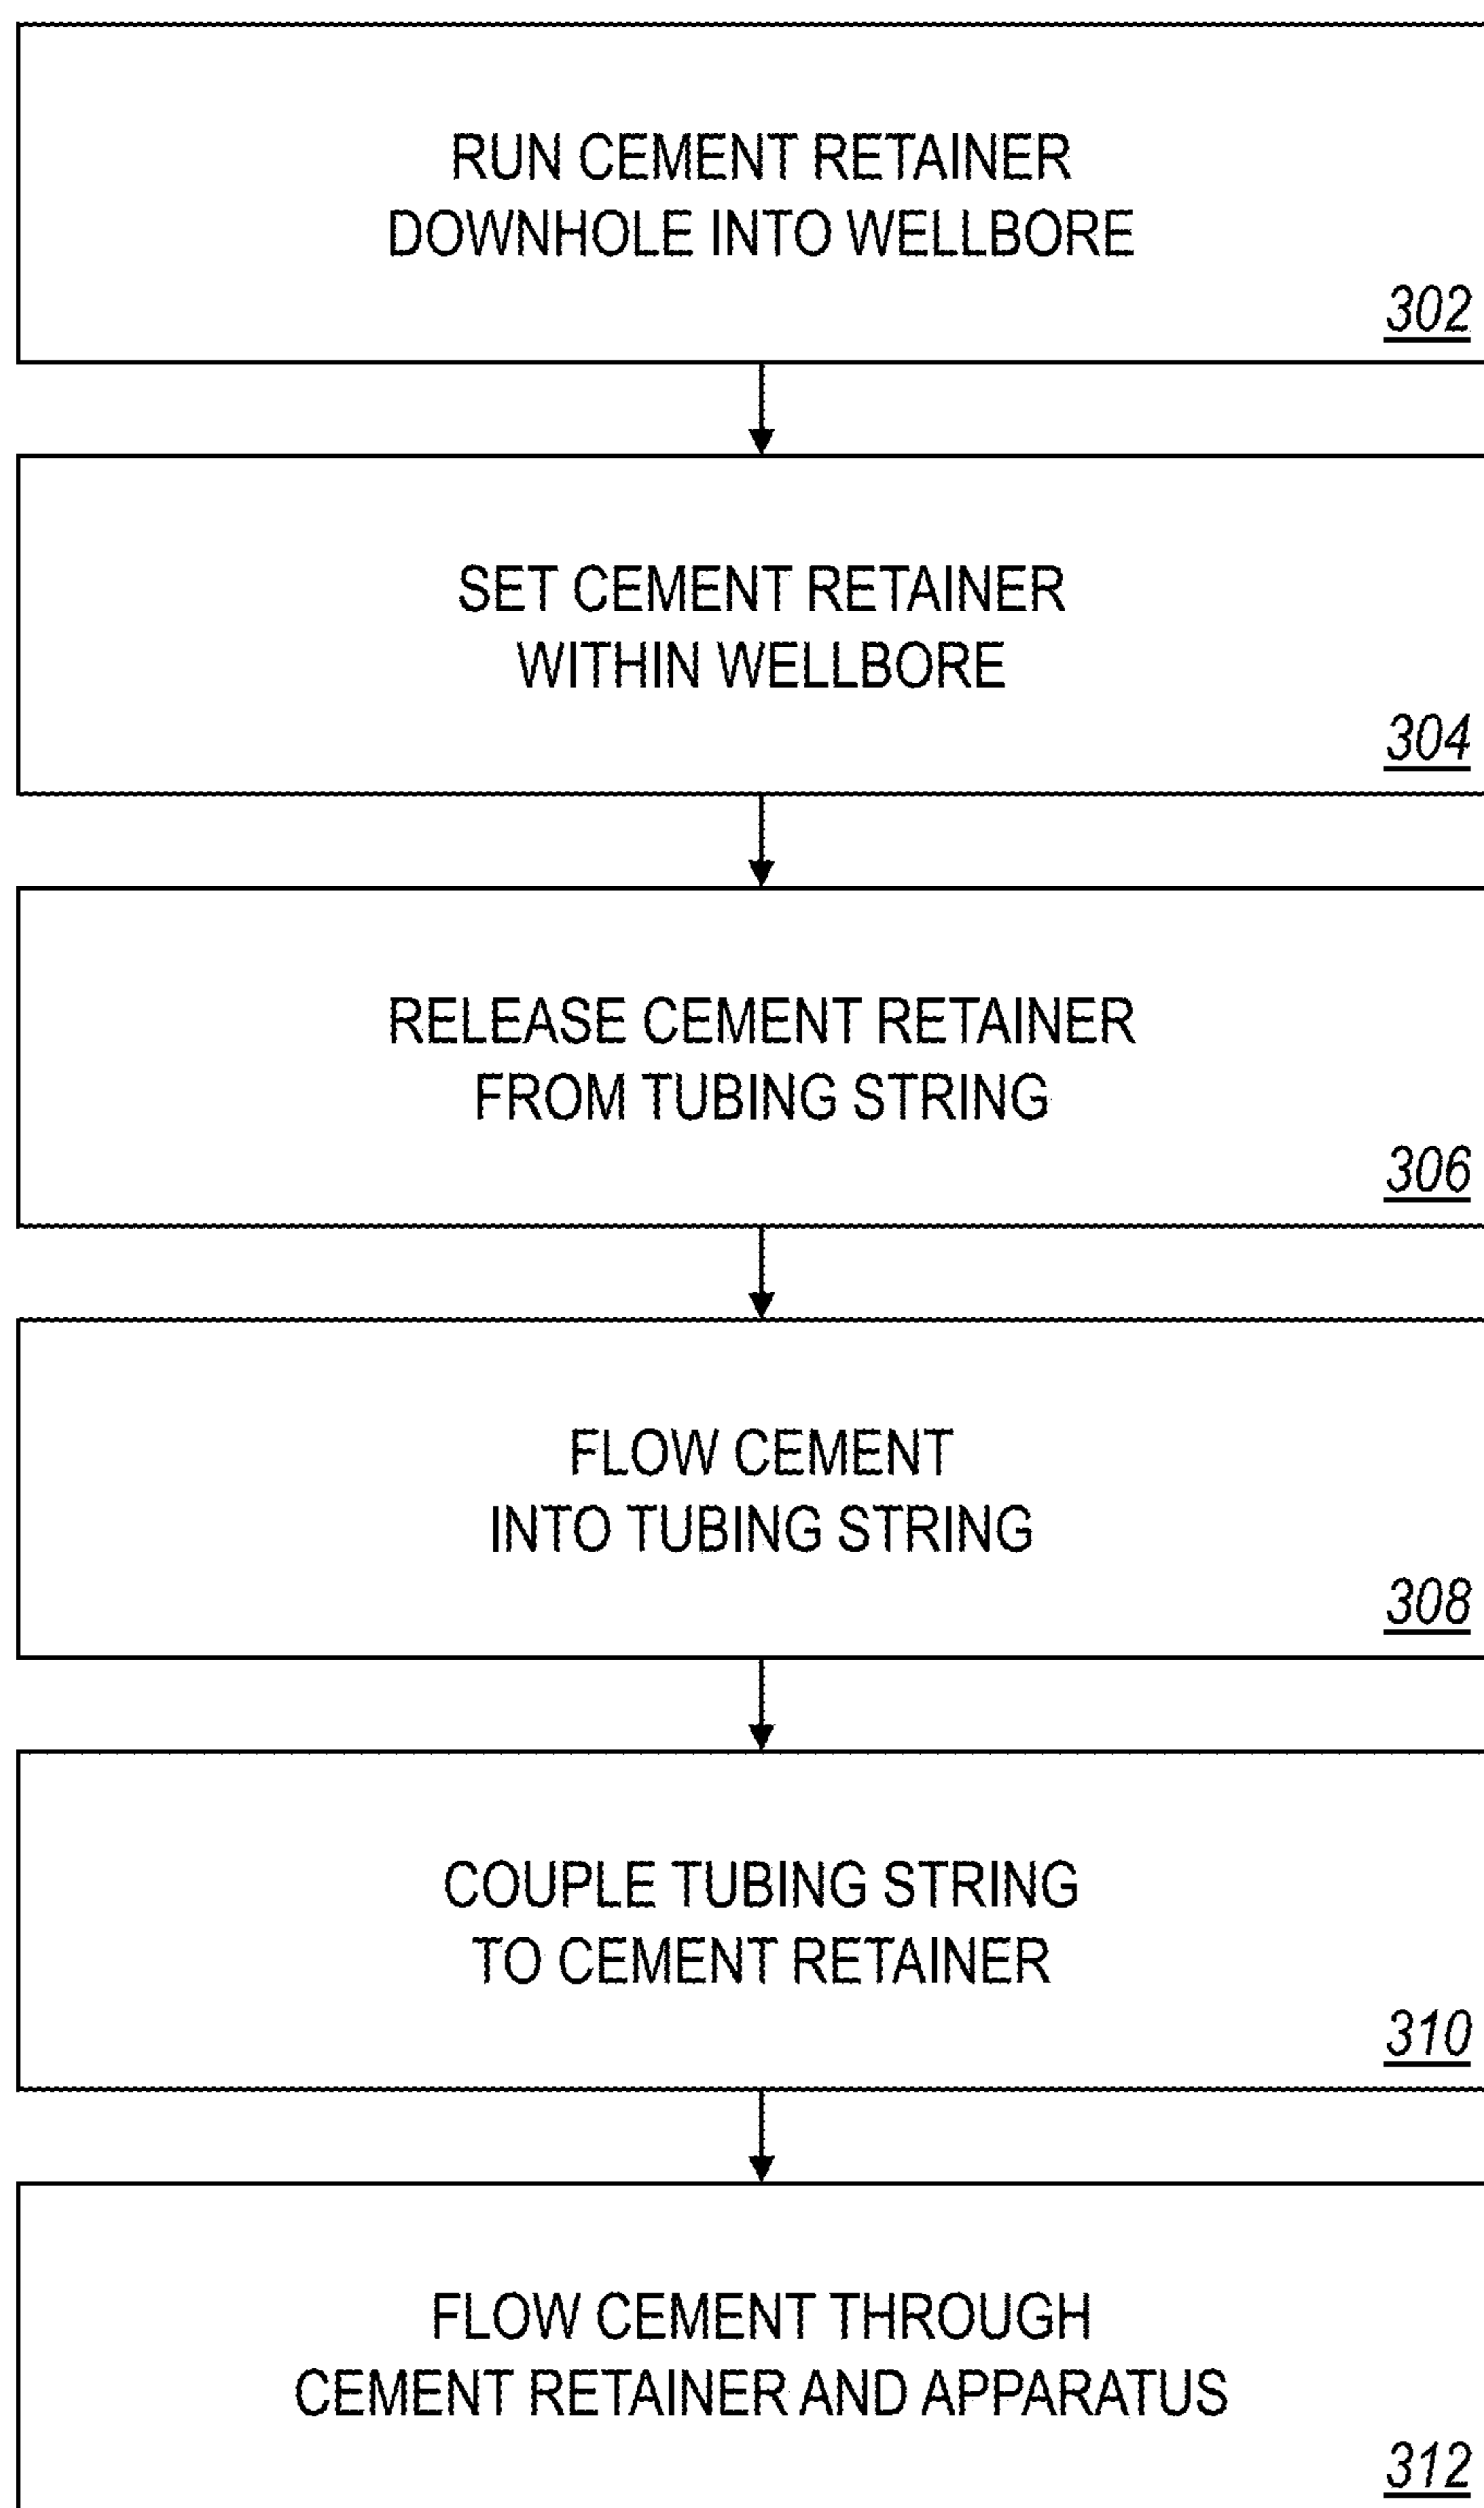 RUN CEMENT RETAINER
DOWNHOLE INTO WELLBORE
302
SET CEMENT RETAINER
WITHIN WELLBORE
304
RELEASE CEMENT RETAINER
FROM TUBING STRING
306
FLOW CEMENT
INTO TUBING STRING
308
COUPLE TUBING STRING
TO CEMENT RETAINER
310
FLOW CEMENT THROUGH
CEMENT RETAINER AND APPARATUS
312